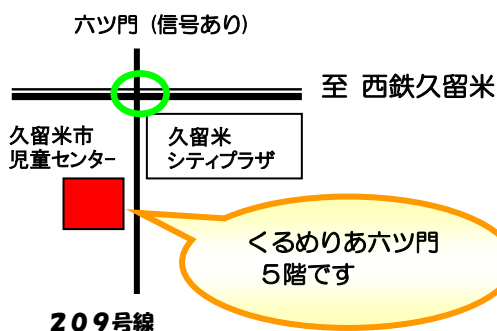 六ツ門（信号あり）
至 西鉄久留米
久留米市
児童センター
久留米
シティプラザ
くるめりあ六ツ門
５階です
２０９号線